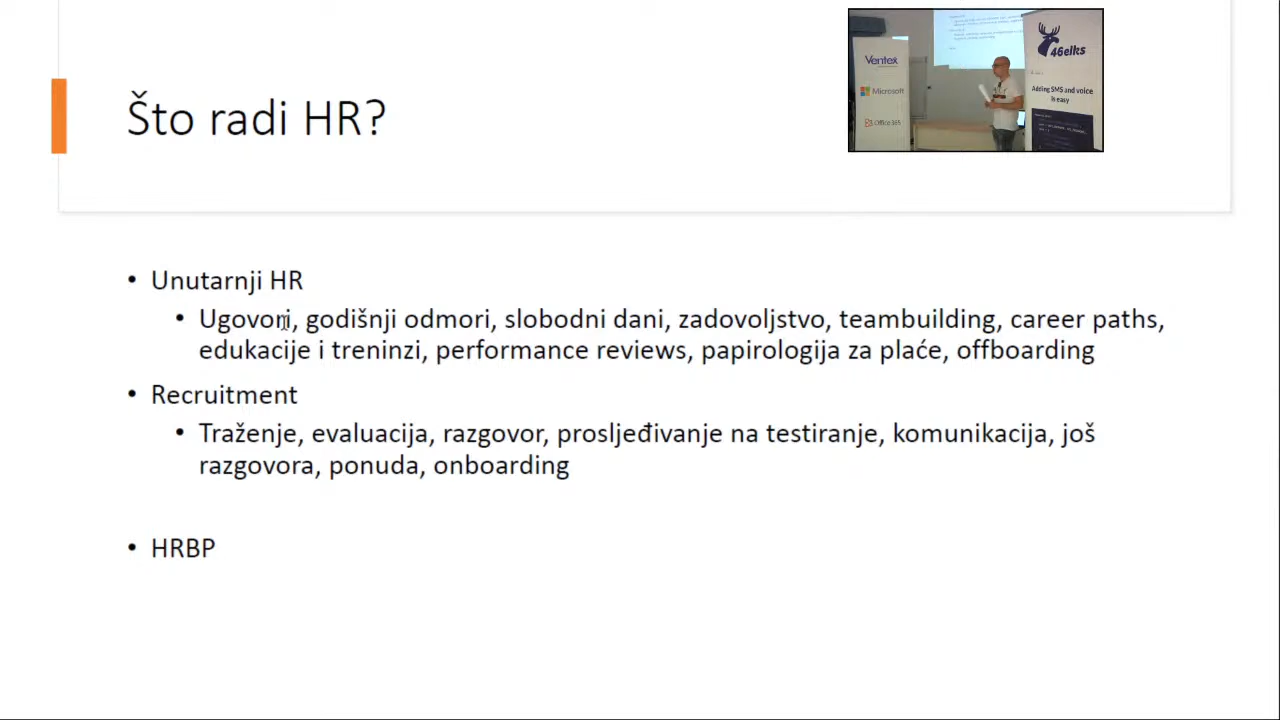 Što radi HR?
Ventex
Microsoft
Office 365
46elks
Adding SMS and voice
is easy
• Unutarnji HR
• Ugovori, godišnji odmori, slobodni dani, zadovoljstvo, teambuilding, career paths,
edukacije i treninzi, performance reviews, papirologija za plaće, offboarding
• Recruitment
• Traženje, evaluacija, razgovor, prosljeđivanje na testiranje, komunikacija, još
razgovora, ponuda, onboarding
• HRBP